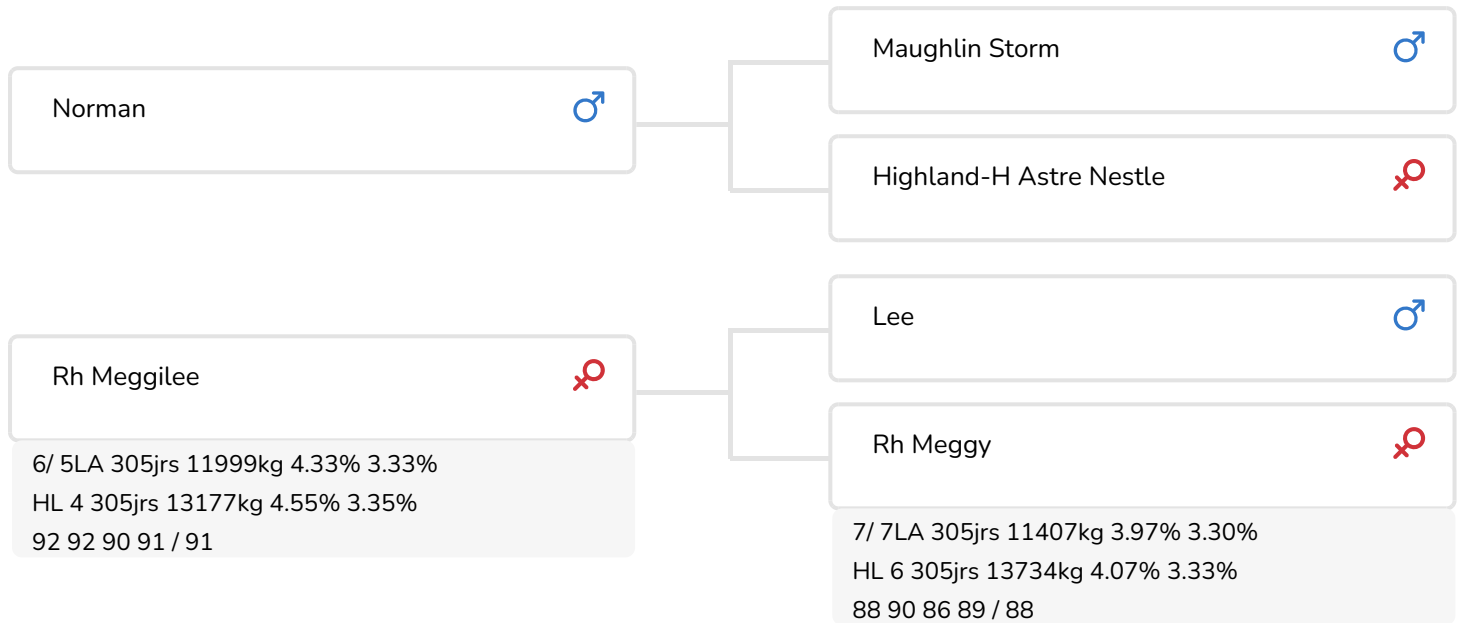 Norman
Rh Meggilee
6/ 5LA 305jrs 11999kg 4.33% 3.33%
HL 4 305jrs 13177kg 4.55% 3.35%
92 92 90 91 / 91
Maughlin Storm
Highland-H Astre Nestle
Lee
Rh Meggy
7/ 7LA 305jrs 11407kg 3.97% 3.30%
HL 6 305jrs 13734kg 4.07% 3.33%
88 90 86 89 / 88